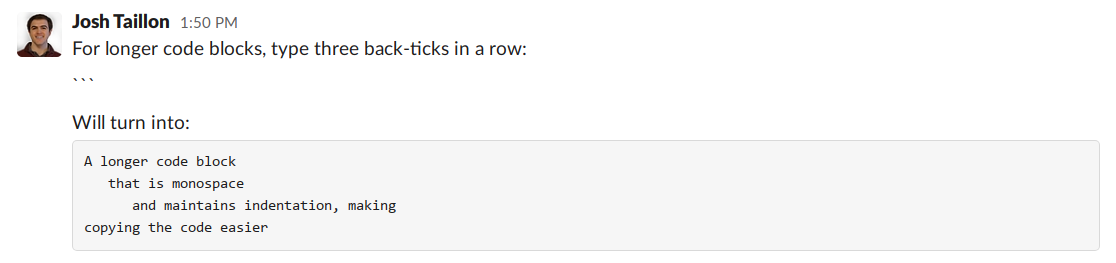 Josh Taillon 1:50 PM
For longer code blocks, type three back-ticks in a row:
```
Will turn into:
A longer code block
   that is monospace
      and maintains indentation, making
copying the code easier